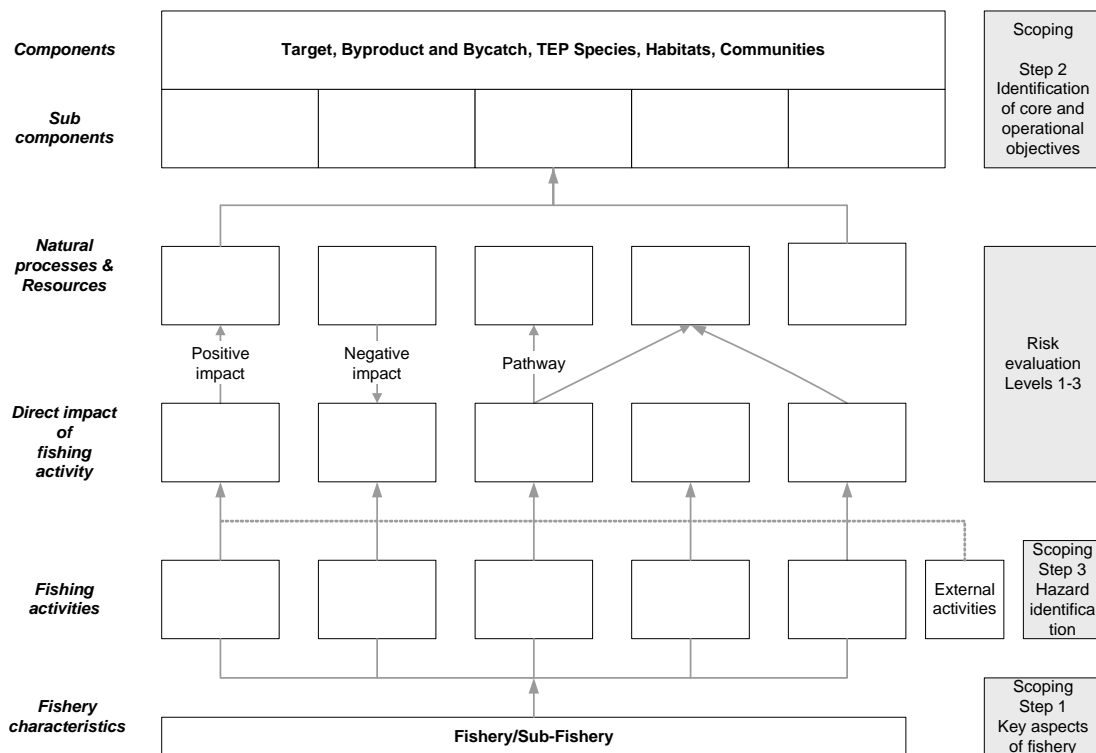 Components
Target, Byproduct and Bycatch, TEP Species, Habitats, Communities
Scoping
Step 2
Identification
of core and
operational
objectives
Sub
components
Natural
processes &
Resources
Positive
impact
Negative
impact
Pathway
Risk
evaluation
Levels 1-3
Direct impact
of
fishing
activity
Fishing
activities
External
activities
Scoping
Step 3
Hazard
identifica
tion
Fishery
characteristics
Fishery/Sub-Fishery
Scoping
Step 1
Key aspects
of fishery